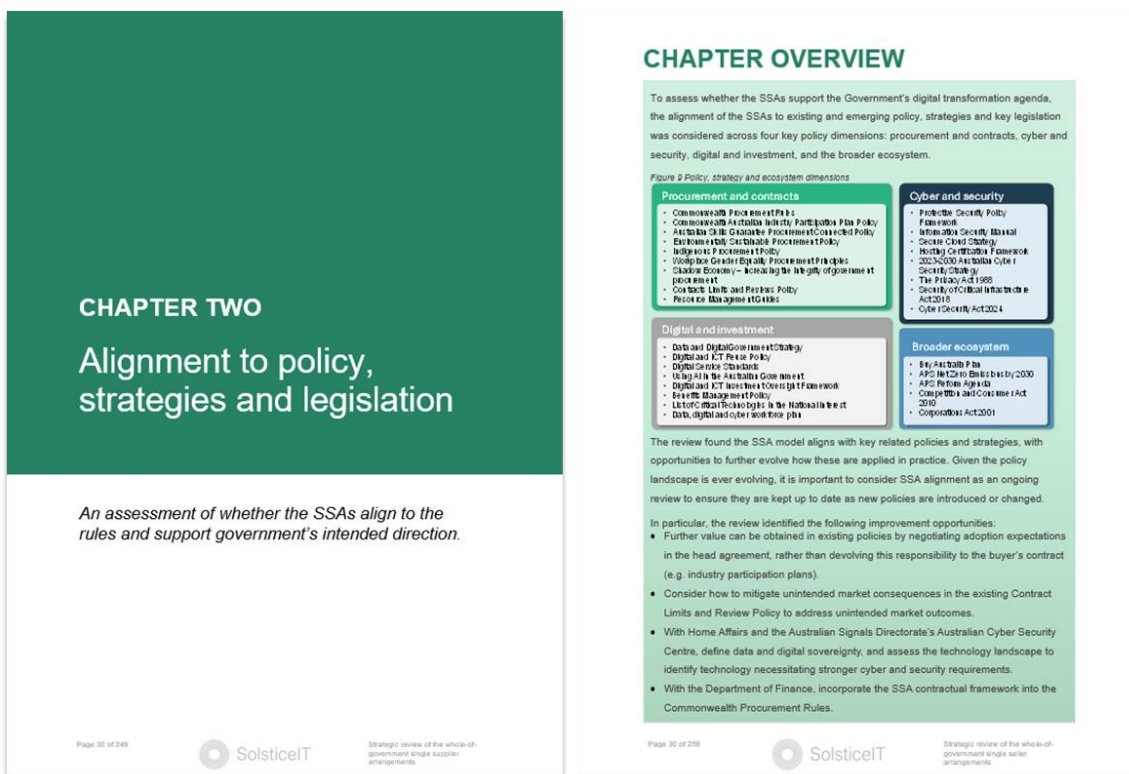 CHAPTER TWO
Alignment to policy,
strategies and legislation
An assessment of whether the SSAs align to the
rules and support government's intended direction.
Page 30 of 249
SolsticeIT
Strategic review of the whole-of-
government single supplier
arrangements
CHAPTER OVERVIEW
To assess whether the SSAs support the Government's digital transformation agenda,
the alignment of the SSAs to existing and emerging policy, strategies and key legislation
was considered across four key policy dimensions: procurement and contracts, cyber and
security, digital and investment, and the broader ecosystem.
Figure 9 Policy, strategy and ecosystem dimensions
Procurement and contracts
• Commonwealth Procurement Rules
• Commonwealth Australian Industry Participation Plan Policy
• Australian Skills Guarantee Procurement Connected Policy
• Environmentally Sustainable Procurement Policy
• Indigenous Procurement Policy
• Workplace Gender Equality Procurement Principles
• Shadow Economy – Increasing the integrity of government
procurement
• Contracts Limits and Reviews Policy
• Resource Management Guides
Cyber and security
• Protective Security Policy
Framework
• Information Security Manual
• Secure Cloud Strategy
• Hosting Certification Framework
• 2023-2030 Australian Cyber
Security Strategy
• The Privacy Act 1988
• Security of Critical Infrastructure
Act 2018
• Cyber Security Act 2024
Digital and investment
• Data and Digital Government Strategy
• Digital and ICT Reuse Policy
• Digital Service Standards
• Using AI in the Australian Government
• Digital and ICT Investment Oversight Framework
• Benefits Management Policy
• List of Critical Technologies in the National Interest
• Data, digital and cyber workforce plan
Broader ecosystem
• Buy Australia Plan
• APS Net Zero Emissions by 2030
• APS Reform Agenda
• Competition and Consumer Act
2010
• Corporations Act 2001
The review found the SSA model aligns with key related policies and strategies, with
opportunities to further evolve how these are applied in practice. Given the policy
landscape is ever evolving, it is important to consider SSA alignment as an ongoing
review to ensure they are kept up to date as new policies are introduced or changed.
In particular, the review identified the following improvement opportunities:
• Further value can be obtained in existing policies by negotiating adoption expectations
in the head agreement, rather than devolving this responsibility to the buyer's contract
(e.g. industry participation plans).
• Consider how to mitigate unintended market consequences in the existing Contract
Limits and Review Policy to address unintended market outcomes.
• With Home Affairs and the Australian Signals Directorate's Australian Cyber Security
Centre, define data and digital sovereignty, and assess the technology landscape to
identify technology necessitating stronger cyber and security requirements.
• With the Department of Finance, incorporate the SSA contractual framework into the
Commonwealth Procurement Rules.
Page 30 of 259
SolsticeIT
Strategic review of the whole-of-
government single seller
arrangements